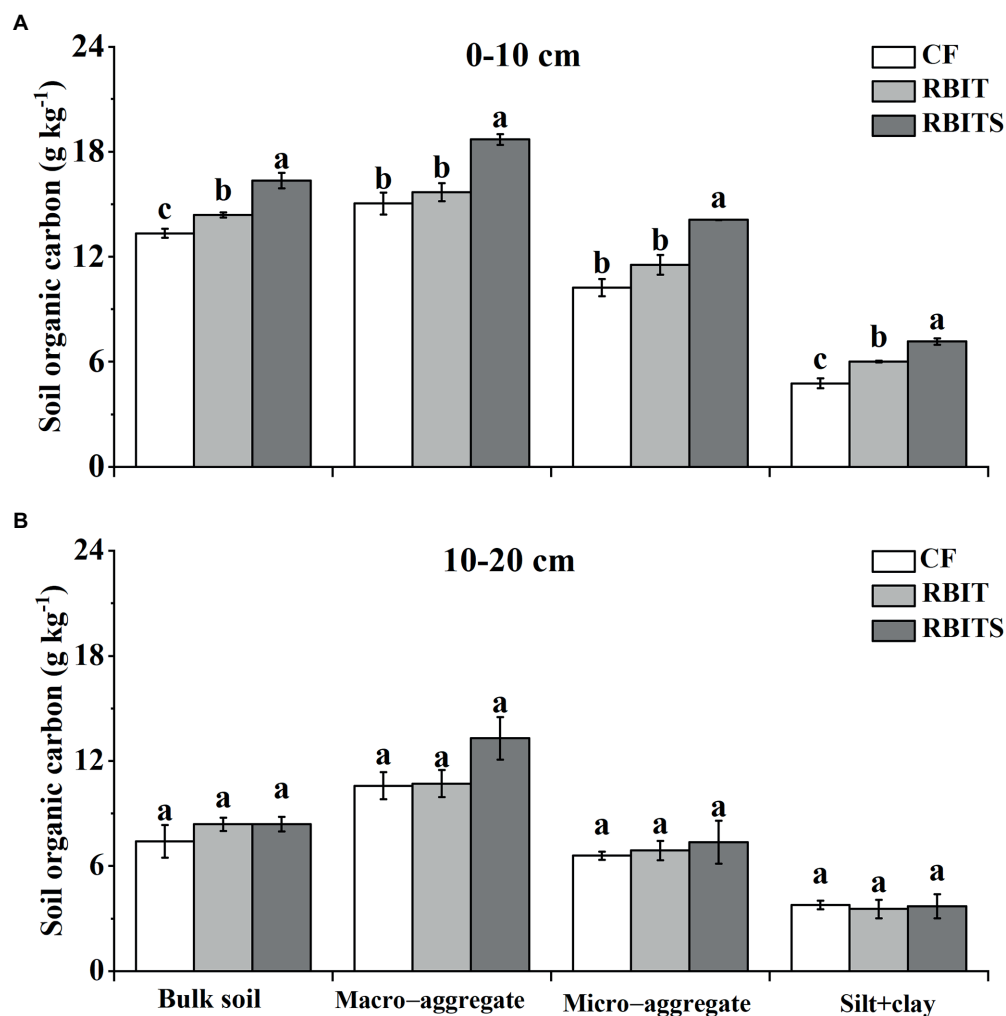 A
0-10 cm
CF
RBIT
RBITS
Soil organic carbon (g kg⁻¹)
24
18
12
6
0
c b a
b b a
b b a
c b a
B
10-20 cm
CF
RBIT
RBITS
Soil organic carbon (g kg⁻¹)
24
18
12
6
0
a a a
a a a
a a a
a a a
Bulk soil Macro–aggregate Micro–aggregate Silt+clay